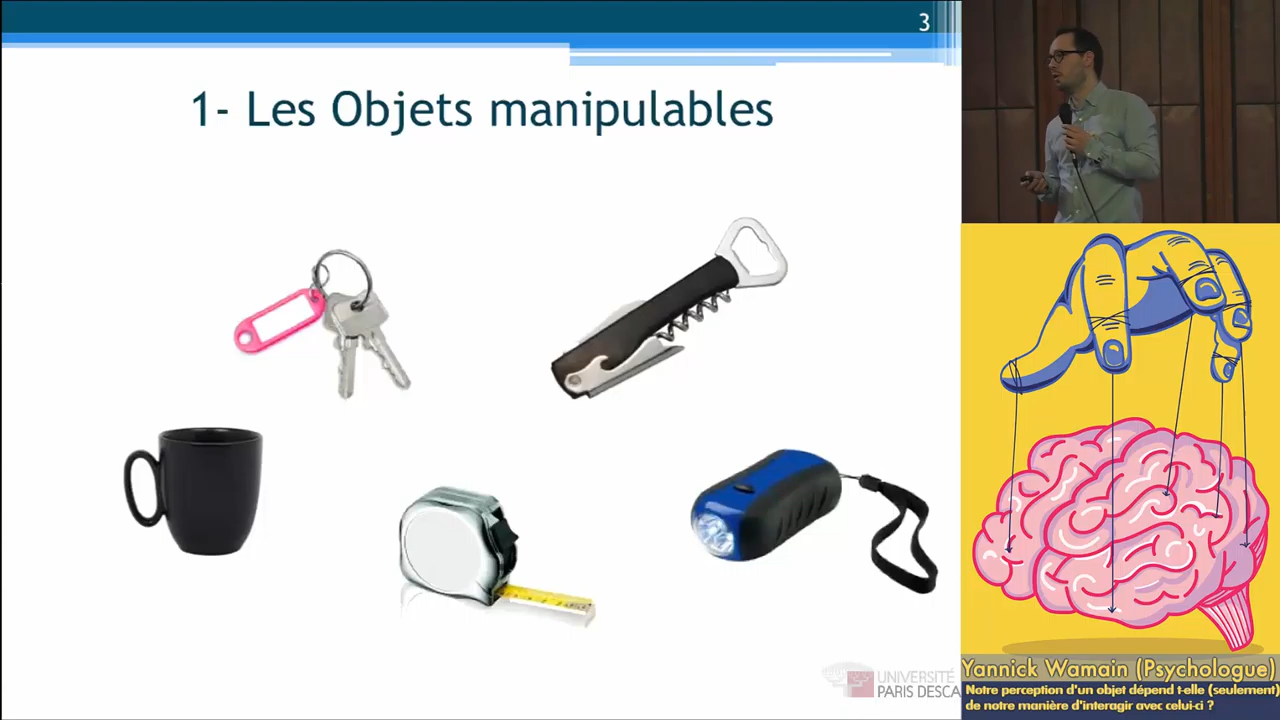 3
1- Les Objets manipulables
UNIVERSITÉ
PARIS DESCA
Yannick Wamain (Psychologue)
Notre perception d'un objet dépend t-elle (seulement)
de notre manière d'interagir avec celui-ci ?